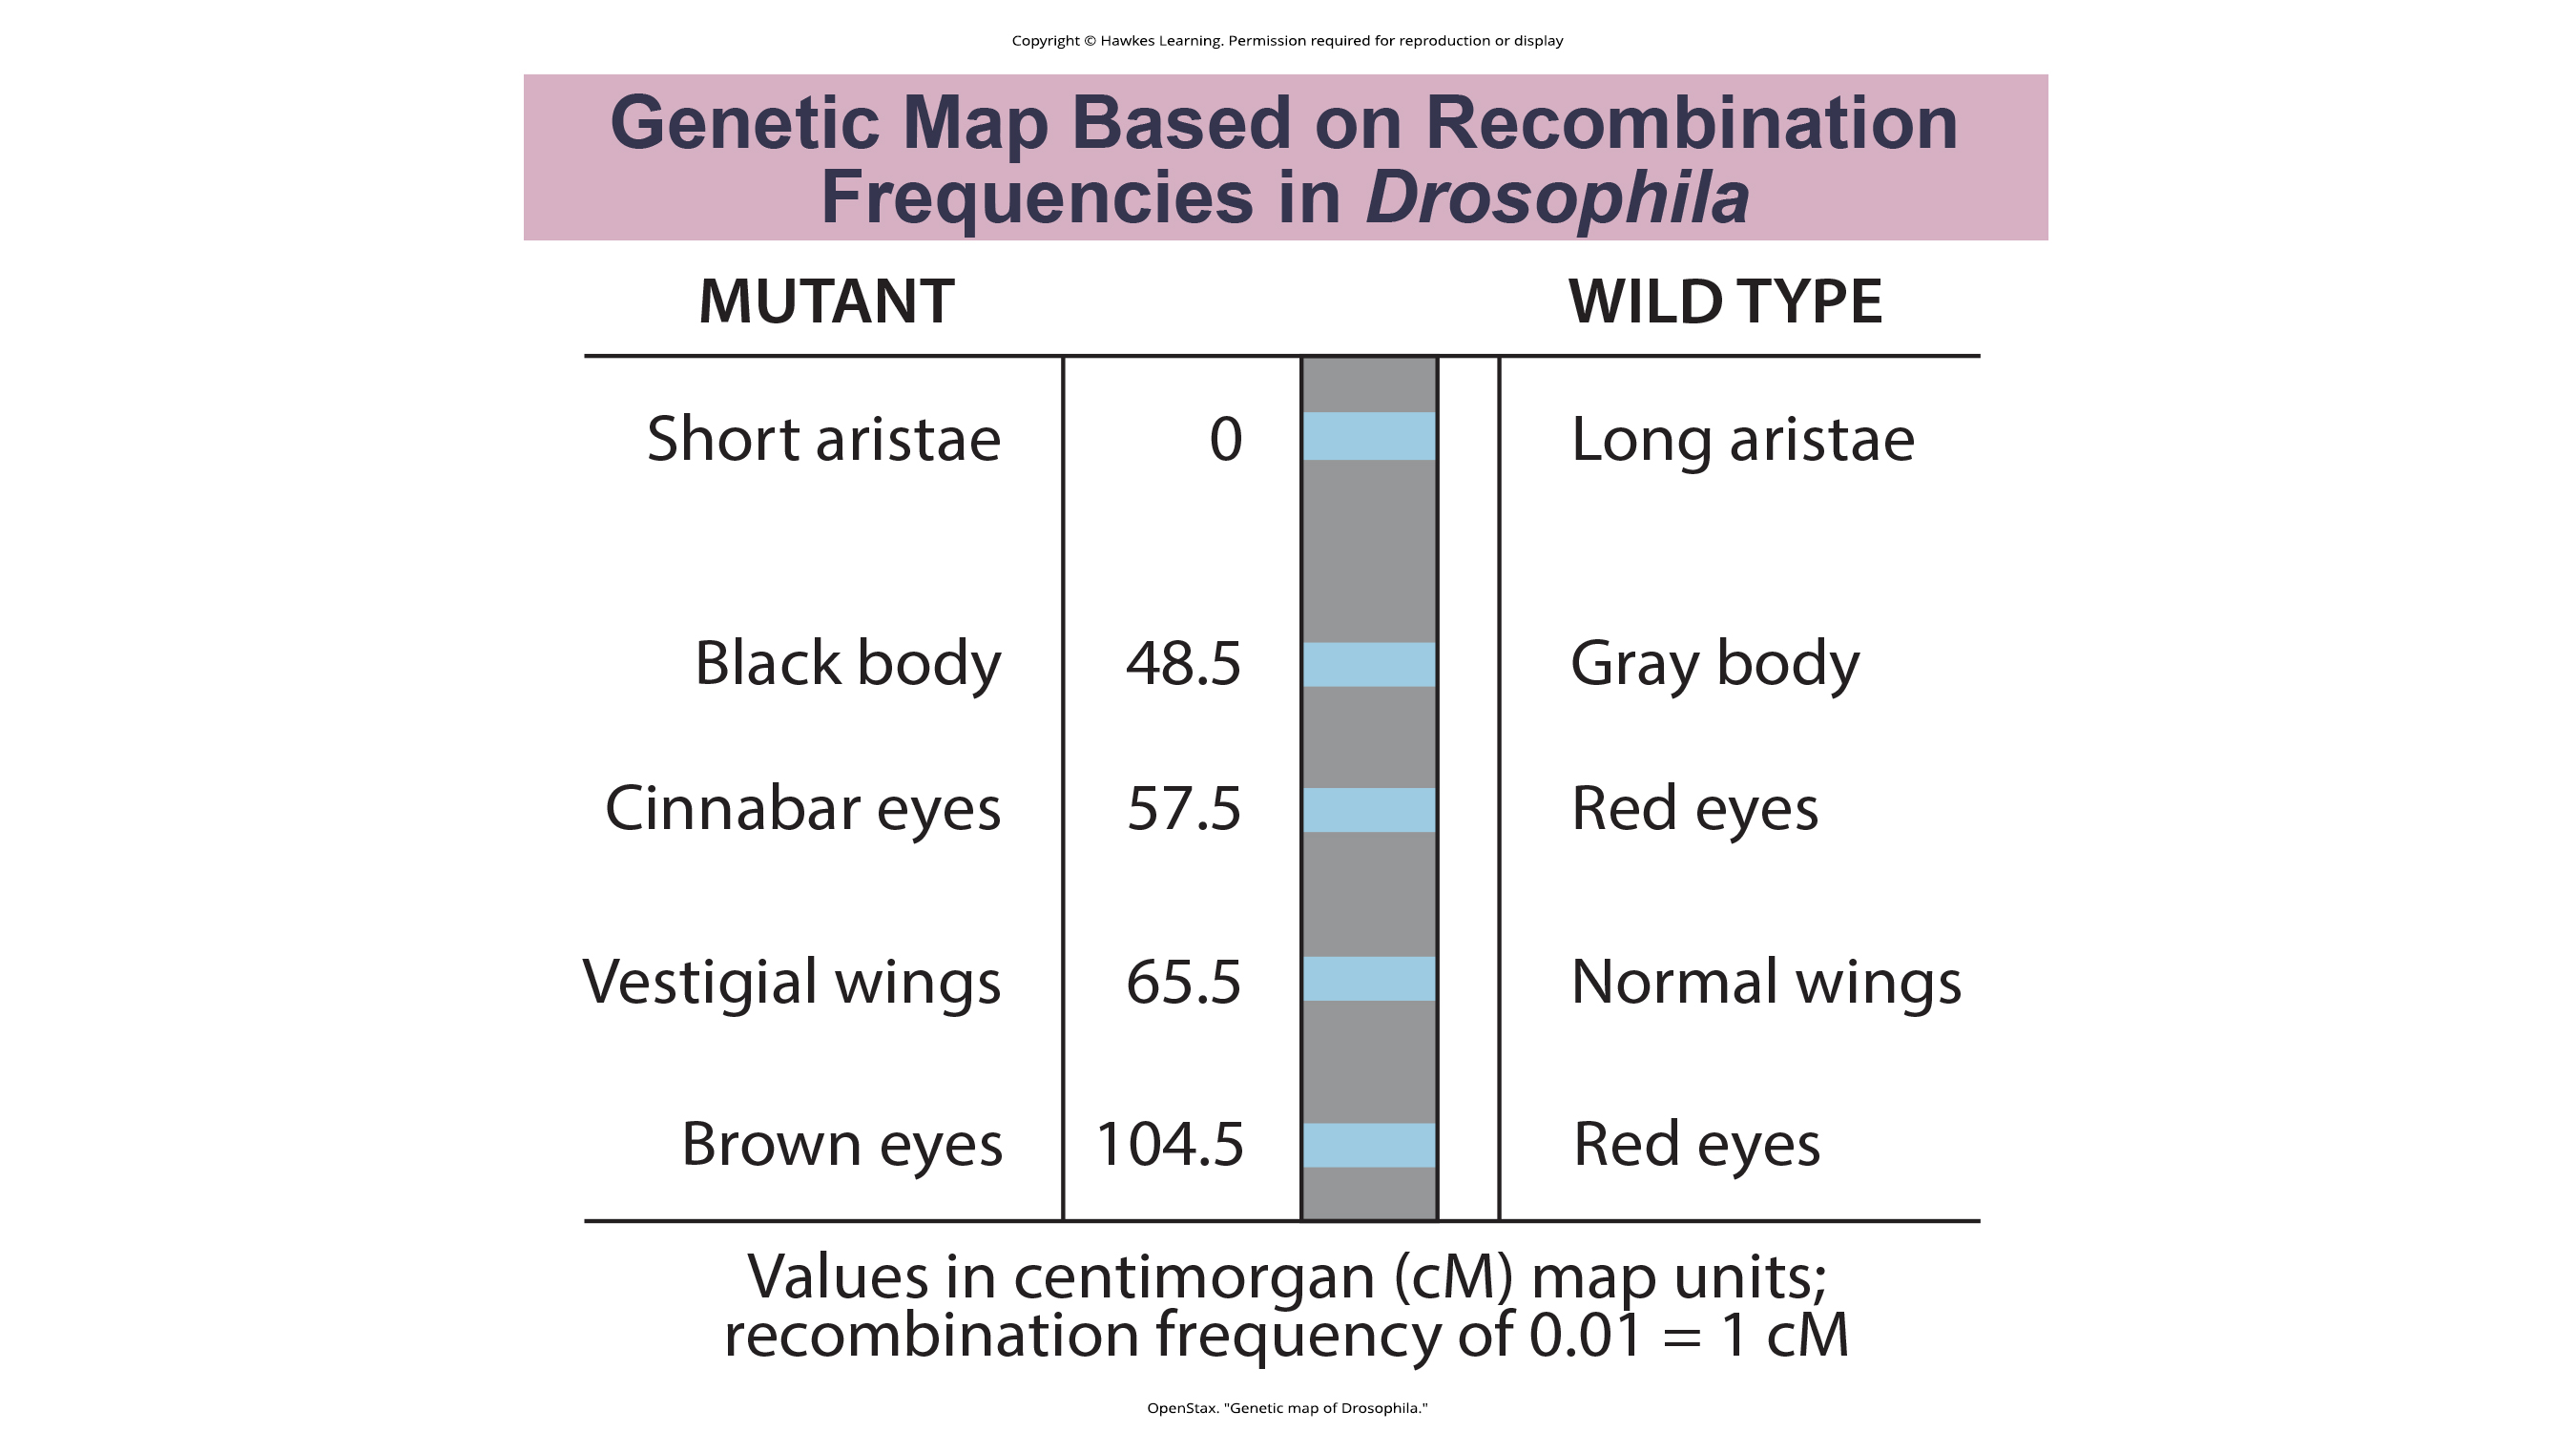 Copyright © Hawkes Learning. Permission required for reproduction or display
Genetic Map Based on Recombination
Frequencies in Drosophila
MUTANT WILD TYPE
Short aristae 0 Long aristae
Black body 48.5 Gray body
Cinnabar eyes 57.5 Red eyes
Vestigial wings 65.5 Normal wings
Brown eyes 104.5 Red eyes
Values in centimorgan (cM) map units;
recombination frequency of 0.01 = 1 cM
OpenStax. "Genetic map of Drosophila."